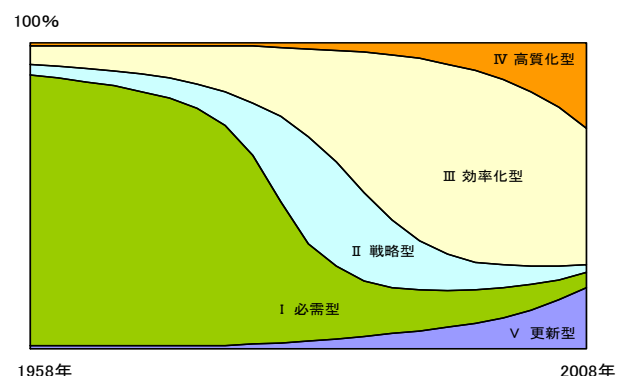 100%
Ⅳ 高質化型
Ⅲ 効率化型
Ⅱ 戦略型
Ⅰ 必需型
Ⅴ 更新型
1958年
2008年